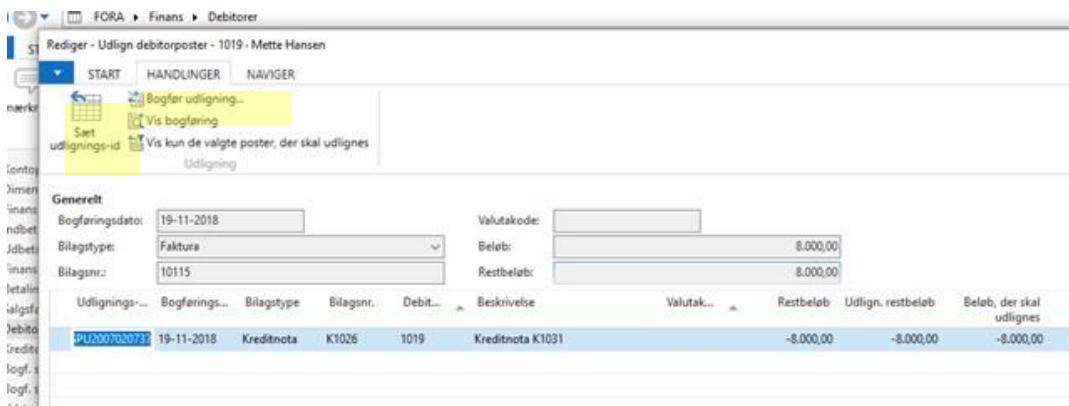 FORA ▸ Finans ▸ Debitorer
Rediger - Udlign debitorposter - 1019 · Mette Hansen
START HANDLINGER NAVIGER
Sæt udlignings-id
Bogfør udligning...
Vis bogføring
Vis kun de valgte poster, der skal udlignes
Udligning
Generelt
Bogføringsdato: 19-11-2018 Valutakode:
Bilagstype: Faktura Beløb: 8.000,00
Bilagsnr.: 10115 Restbeløb: 8.000,00
Udlignings-... Bogførings... Bilagstype Bilagsnr. Debit... Beskrivelse Valutak... Restbeløb Udlign. restbeløb Beløb, der skal udlignes
19-11-2018 Kreditnota K1026 1019 Kreditnota K1031 -8.000,00 -8.000,00 -8.000,00